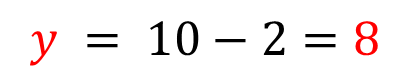 y = 10 − 2 = 8